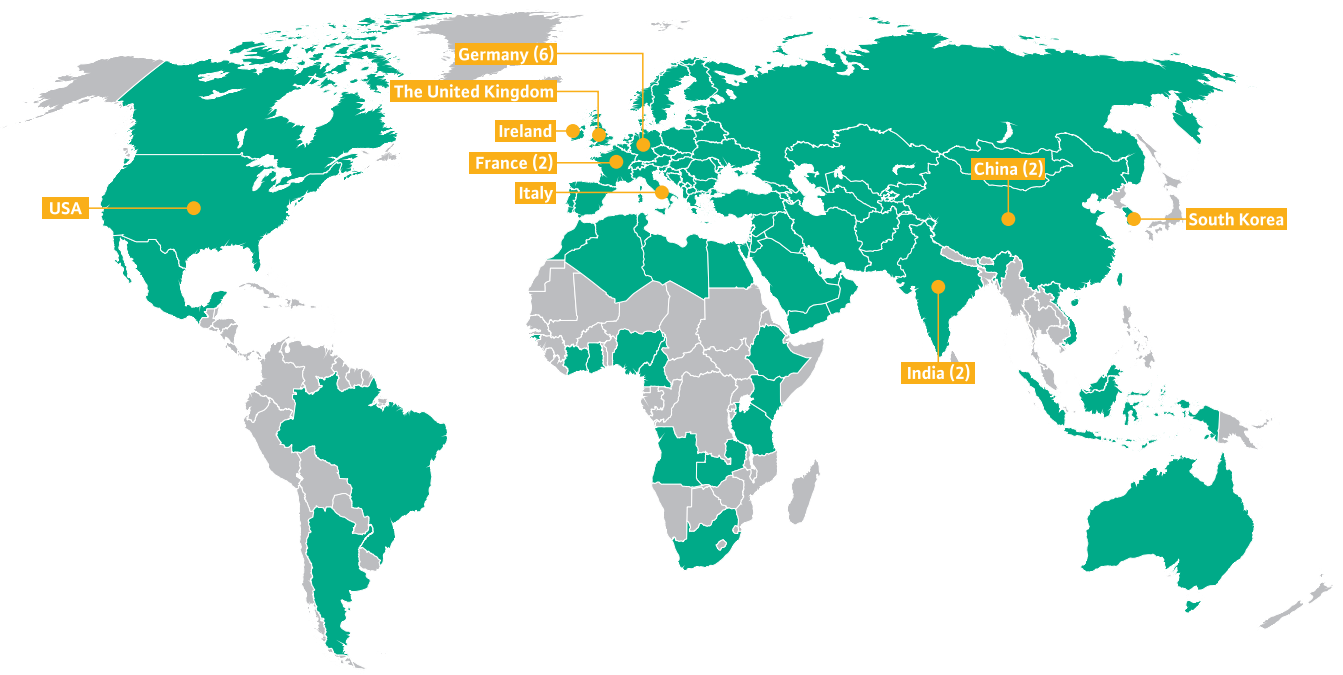 Germany (6)
The United Kingdom
Ireland
France (2)
China (2)
Italy
USA
South Korea
India (2)